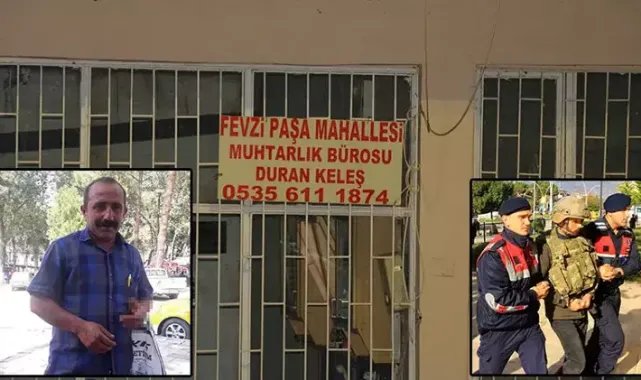 FEVZİ PAŞA MAHALLESİ
MUHTARLIK BÜROSU
DURAN KELEŞ
0535 611 1874